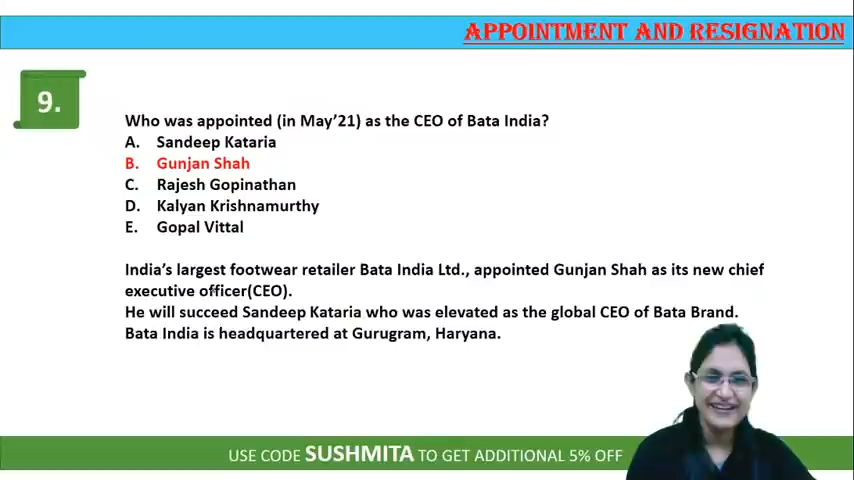 APPOINTMENT AND RESIGNATION
9.
Who was appointed (in May’21) as the CEO of Bata India?
A. Sandeep Kataria
B. Gunjan Shah
C. Rajesh Gopinathan
D. Kalyan Krishnamurthy
E. Gopal Vittal
India’s largest footwear retailer Bata India Ltd., appointed Gunjan Shah as its new chief
executive officer(CEO).
He will succeed Sandeep Kataria who was elevated as the global CEO of Bata Brand.
Bata India is headquartered at Gurugram, Haryana.
USE CODE SUSHMITA TO GET ADDITIONAL 5% OFF